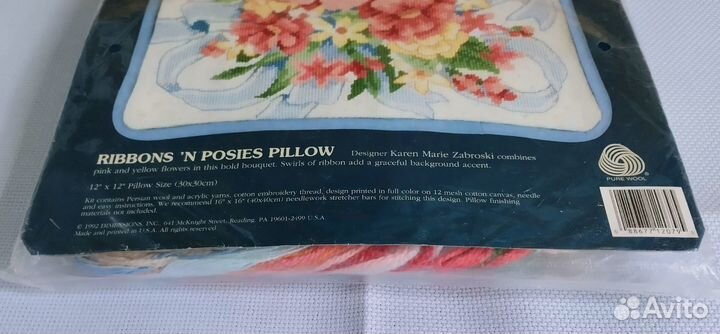 RIBBONS 'N POSIES PILLOW Designer Karen Marie Zabroski combines
pink and yellow flowers in this bold bouquet. Swirls of ribbon add a graceful background accent.
12" x 12" Pillow Size (30x30cm)
Kit contains Persian wool and acrylic yarns, cotton embroidery thread, design printed in full color on 12 mesh cotton canvas, needle
and easy instructions. We recommend 16" x 16" (40x40cm) needlework stretcher bars for stitching this design. Pillow finishing
materials not included.
© 1992 DIMENSIONS, INC. 641 McKnight Street, Reading, PA 19601-2499 U.S.A.
Made and printed in U.S.A. All rights reserved.
PURE WOOL
88677 12079
Avito